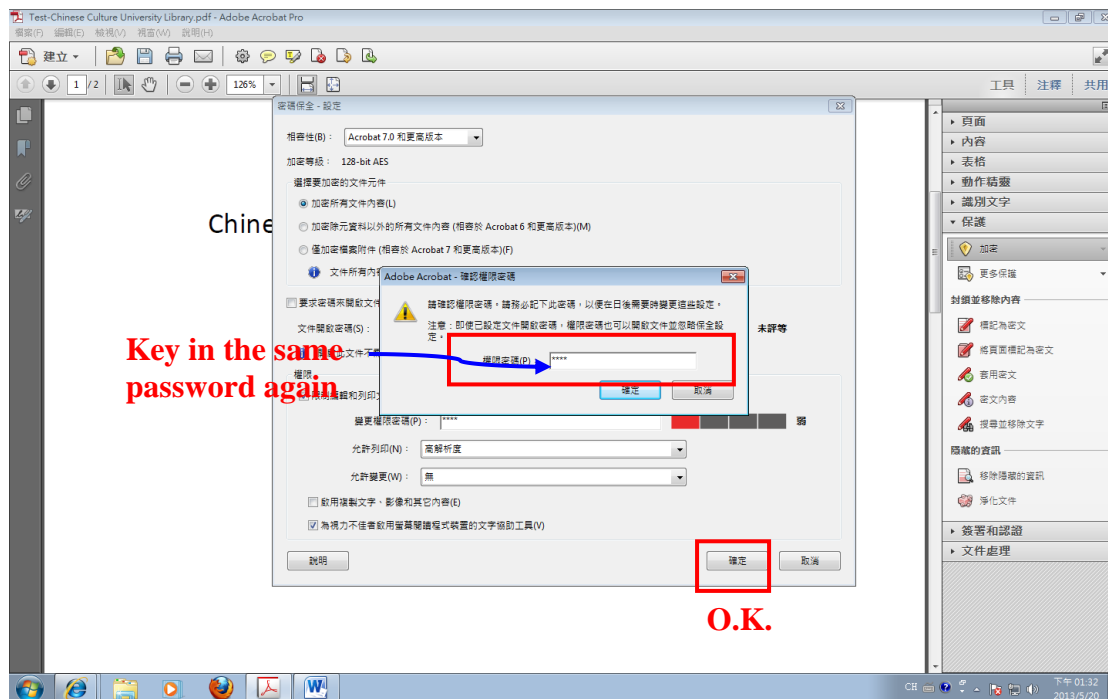 Test-Chinese Culture University Library.pdf - Adobe Acrobat Pro
檔案(F) 編輯(E) 檢視(V) 視窗(W) 說明(H)
建立
1 / 2 126% 工具 注釋 共用
密碼保全 - 設定
相容性(B)： Acrobat 7.0 和更高版本
加密等級： 128-bit AES
選擇要加密的文件元件
加密所有文件內容(L)
加密除元資料以外的所有文件內容 (相容於 Acrobat 6 和更高版本)(M)
僅加密檔案附件 (相容於 Acrobat 7 和更高版本)(F)
文件所有內容
要求密碼來開啟文件
文件開啟密碼(S)： 未評等
此文件不
權限
限制編輯和列印文
變更權限密碼(P)： **** 弱
允許列印(N)： 高解析度
允許變更(W)： 無
啟用複製文字、影像和其它內容(E)
為視力不佳者啟用螢幕閱讀程式裝置的文字協助工具(V)
說明 確定 取消
Adobe Acrobat - 確認權限密碼
請確認權限密碼。請務必記下此密碼，以便在日後需要時變更這些設定。
注意：即使已設定文件開啟密碼，權限密碼也可以開啟文件並忽略保全設
定。
權限密碼(P) ****
確定 取消
Chine
Key in the same
password again
O.K.
頁面
內容
表格
動作精靈
識別文字
保護
加密
更多保護
封鎖並移除內容
標記為密文
將頁面標記為密文
套用密文
密文內容
搜尋並移除文字
隱藏的資訊
移除隱藏的資訊
淨化文件
簽署和認證
文件處理
CH
下午 01:32
2013/5/20